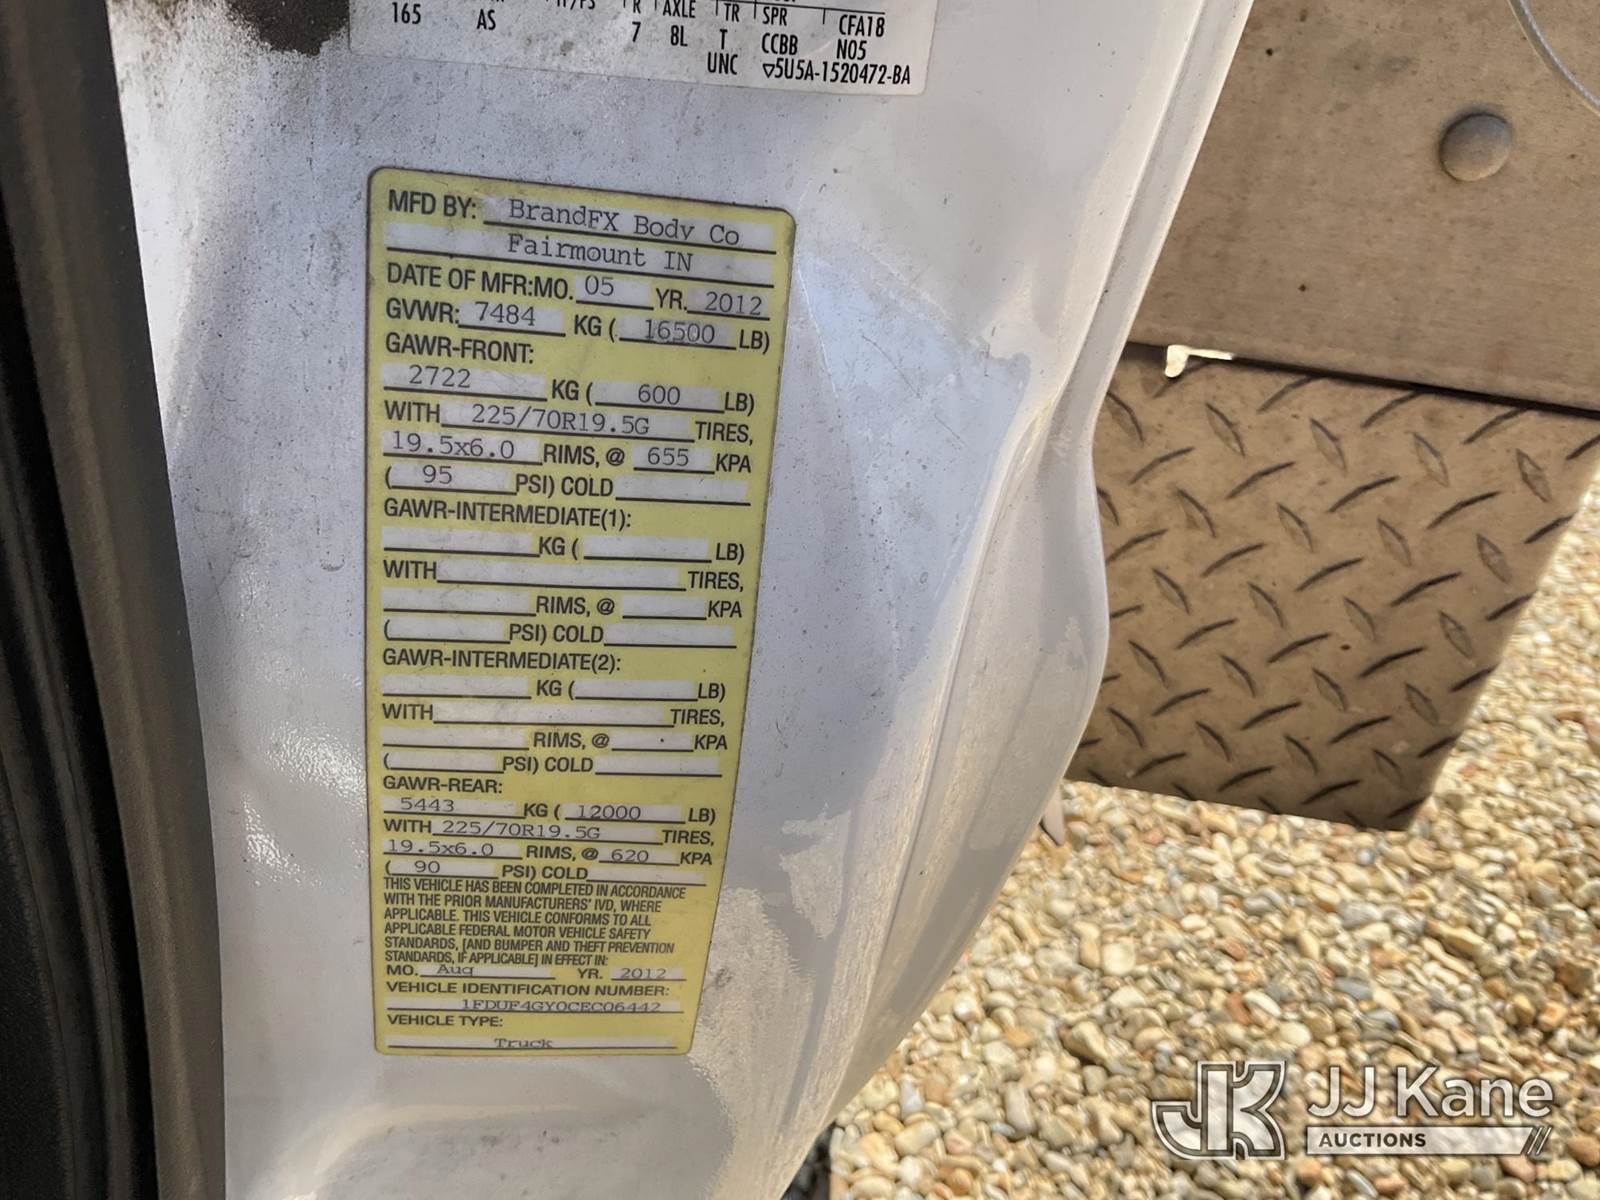 R AXLE TR SPR CFA18
165 AS 7 8L T CCBB N05
UNC ▽5U5A-1520472-BA
MFD BY: BrandFX Body Co
Fairmount IN
DATE OF MFR: MO. 05 YR. 2012
GVWR: 7484 KG ( 16500 LB)
GAWR-FRONT:
2722 KG ( 600 LB)
WITH 225/70R19.5G TIRES,
19.5x6.0 RIMS, @ 655 KPA
( 95 PSI) COLD
GAWR-INTERMEDIATE(1):
KG ( LB)
WITH TIRES,
RIMS, @ KPA
( PSI) COLD
GAWR-INTERMEDIATE(2):
KG ( LB)
WITH TIRES,
RIMS, @ KPA
( PSI) COLD
GAWR-REAR:
5443 KG ( 12000 LB)
WITH 225/70R19.5G TIRES,
19.5x6.0 RIMS, @ 620 KPA
( 90 PSI) COLD
THIS VEHICLE HAS BEEN COMPLETED IN ACCORDANCE
WITH THE PRIOR MANUFACTURERS' IVD, WHERE
APPLICABLE. THIS VEHICLE CONFORMS TO ALL
APPLICABLE FEDERAL MOTOR VEHICLE SAFETY
STANDARDS, [AND BUMPER AND THEFT PREVENTION
STANDARDS, IF APPLICABLE] IN EFFECT IN:
MO. Aug YR. 2012
VEHICLE IDENTIFICATION NUMBER:
1FDUF4GY0CEC06442
VEHICLE TYPE:
Truck
JK JJ Kane
AUCTIONS